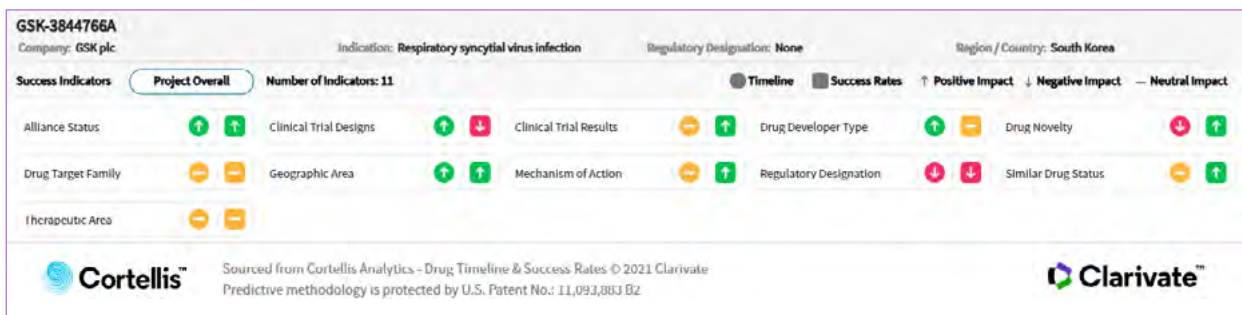 GSK-3844766A
Company: GSK plc Indication: Respiratory syncytial virus infection Regulatory Designation: None Region / Country: South Korea
Success Indicators Project Overall Number of Indicators: 11 Timeline Success Rates ↑ Positive Impact ↓ Negative Impact — Neutral Impact
Alliance Status Clinical Trial Designs Clinical Trial Results Drug Developer Type Drug Novelty
Drug Target Family Geographic Area Mechanism of Action Regulatory Designation Similar Drug Status
Therapeutic Area
Cortellis™
Sourced from Cortellis Analytics - Drug Timeline & Success Rates © 2021 Clarivate
Predictive methodology is protected by U.S. Patent No.: 11,093,883 B2
Clarivate™